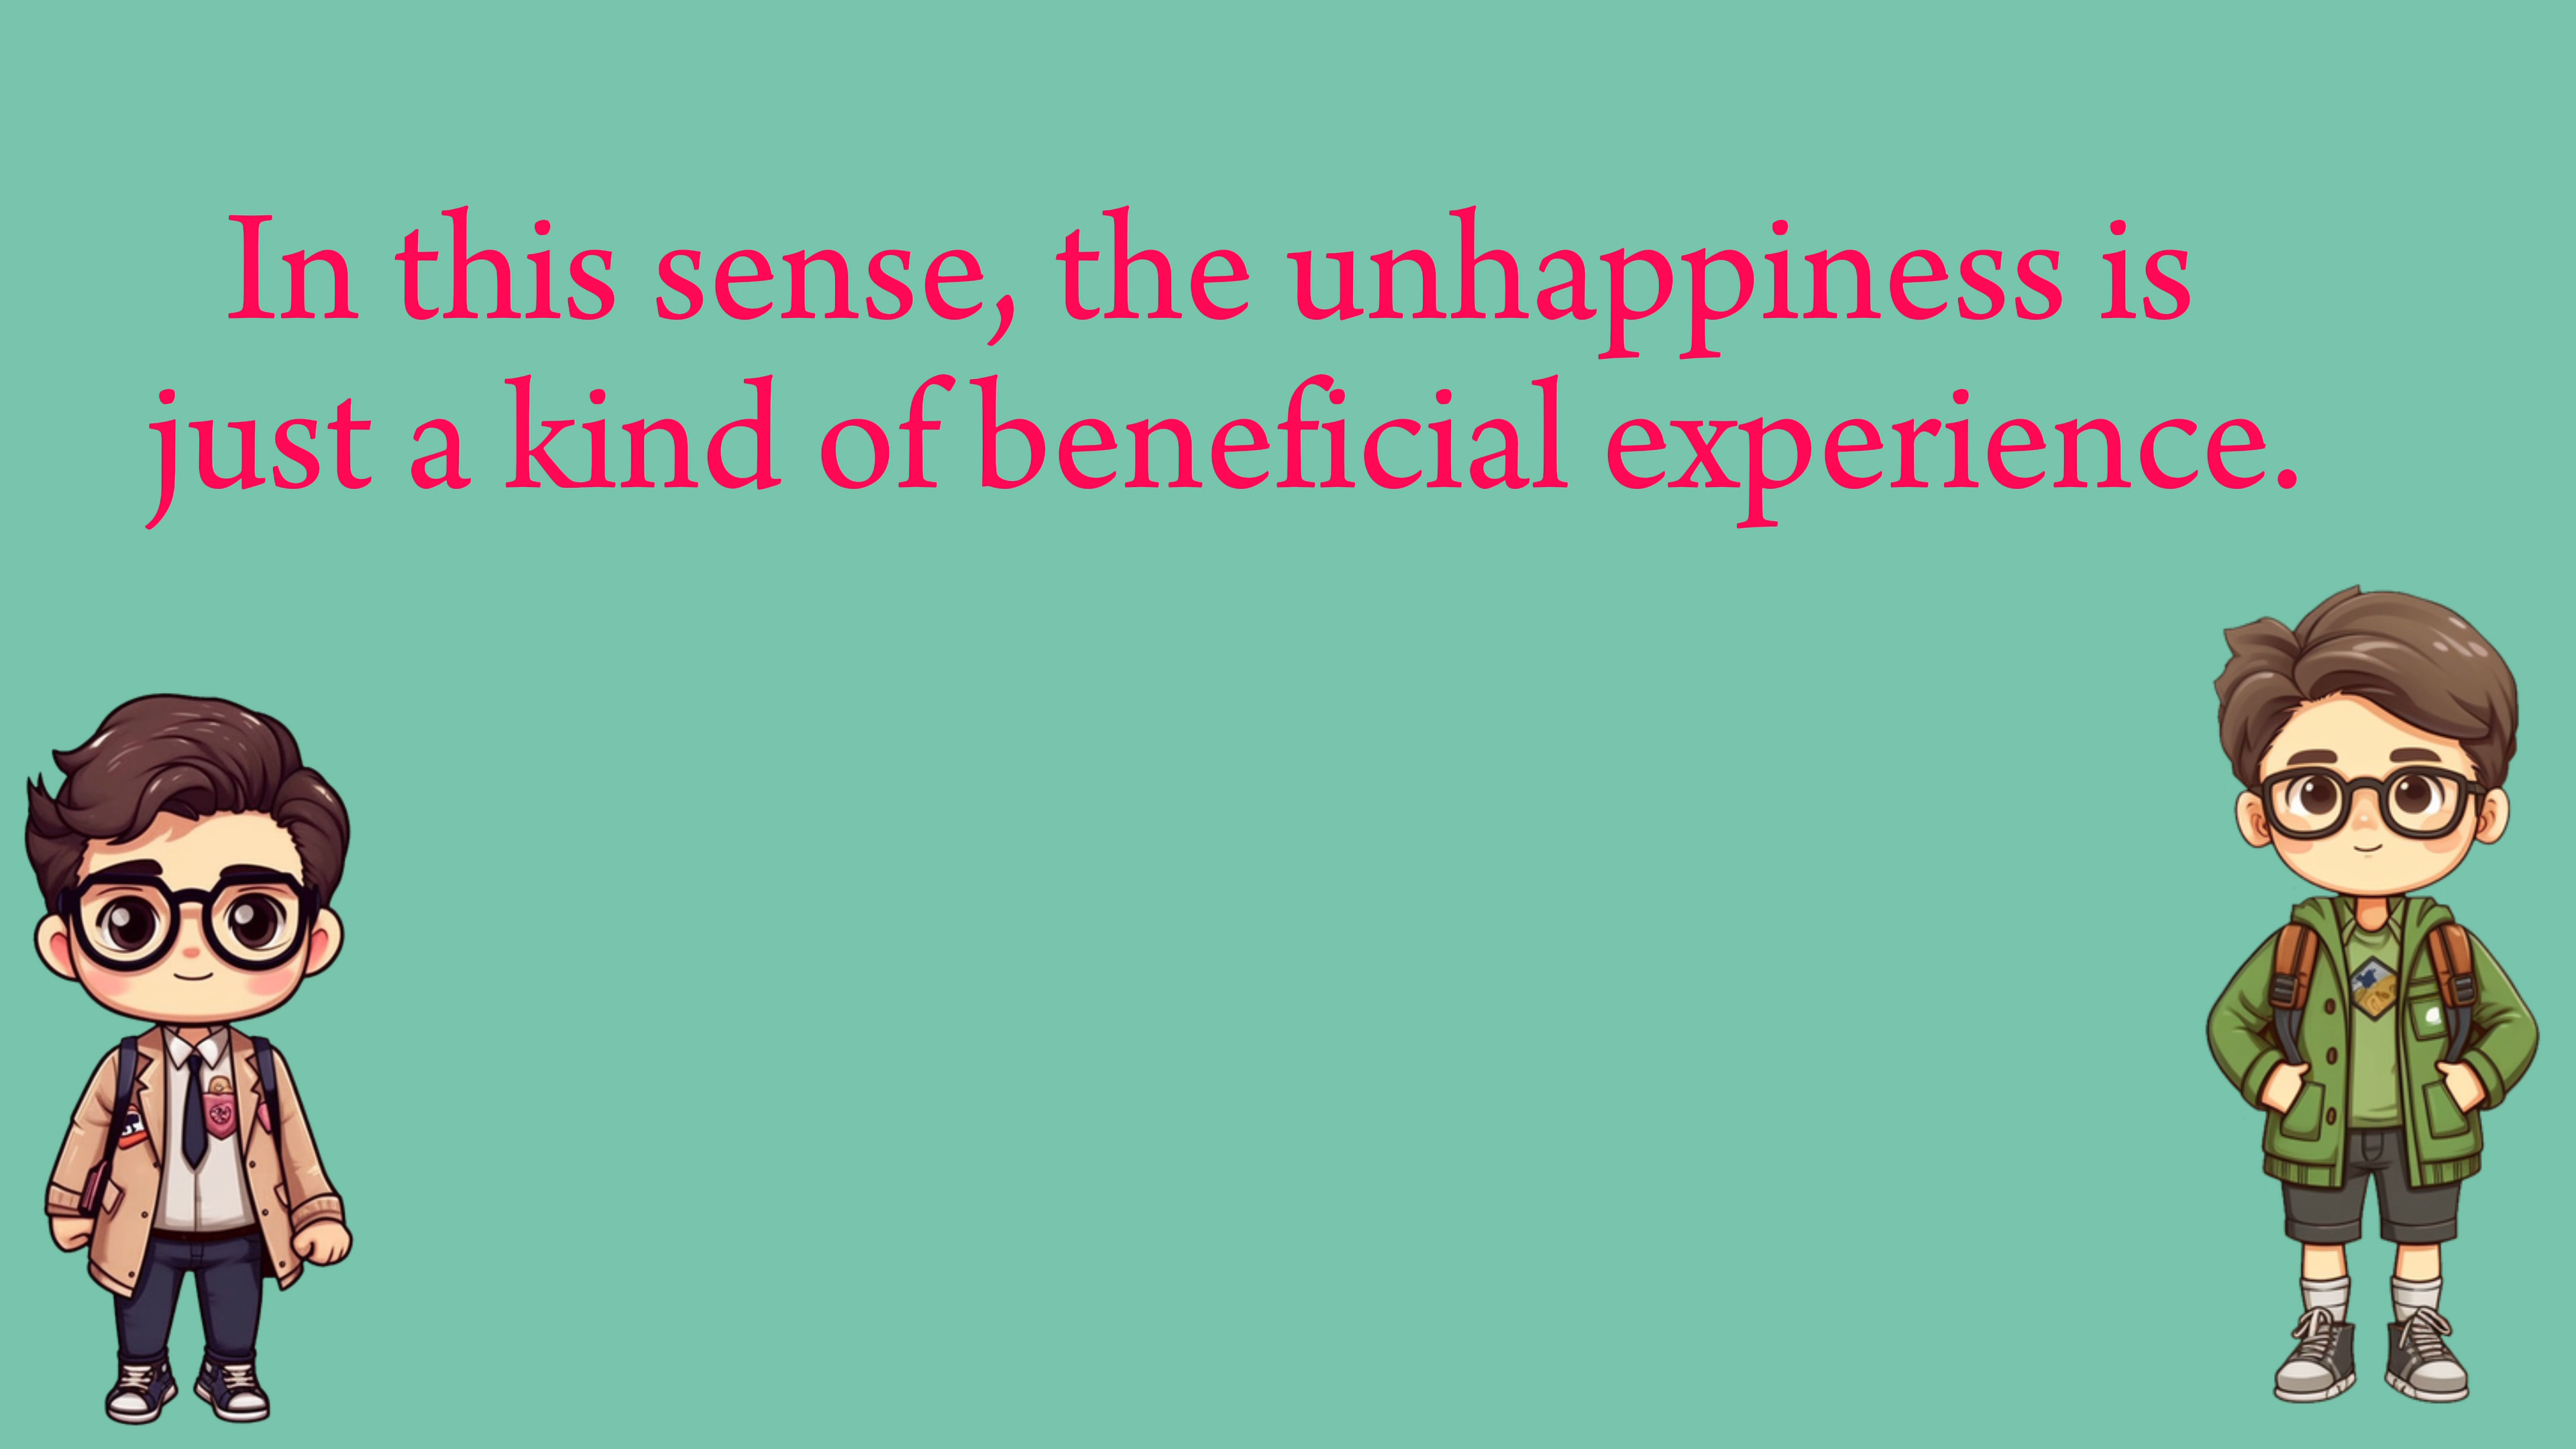 In this sense, the unhappiness is
just a kind of beneficial experience.